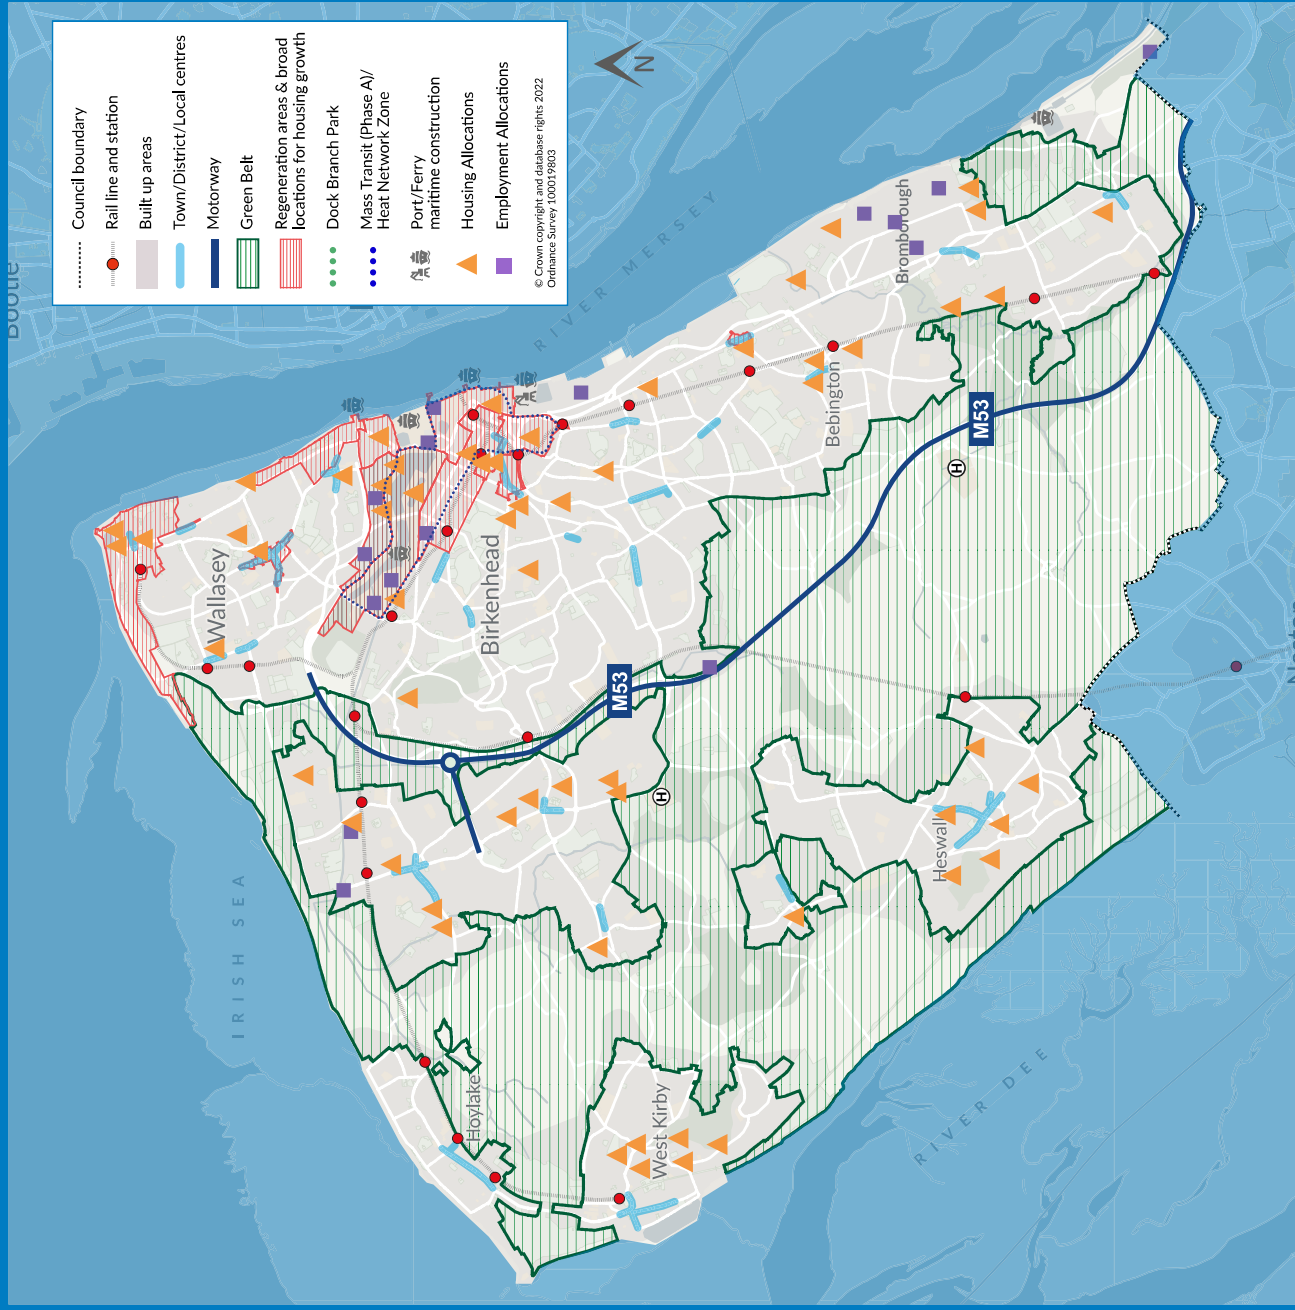 Council boundary
Rail line and station
Built up areas
Town/District/Local centres
Motorway
Green Belt
Regeneration areas & broad
locations for housing growth
Dock Branch Park
Mass Transit (Phase A)/
Heat Network Zone
Port/Ferry
maritime construction
Housing Allocations
Employment Allocations
© Crown copyright and database rights 2022
Ordnance Survey 100019803
N
Bootle
RIVER MERSEY
IRISH SEA
RIVER DEE
Wallasey
Birkenhead
Bebington
Bromborough
Heswall
Hoylake
West Kirby
M53
M53
H
H